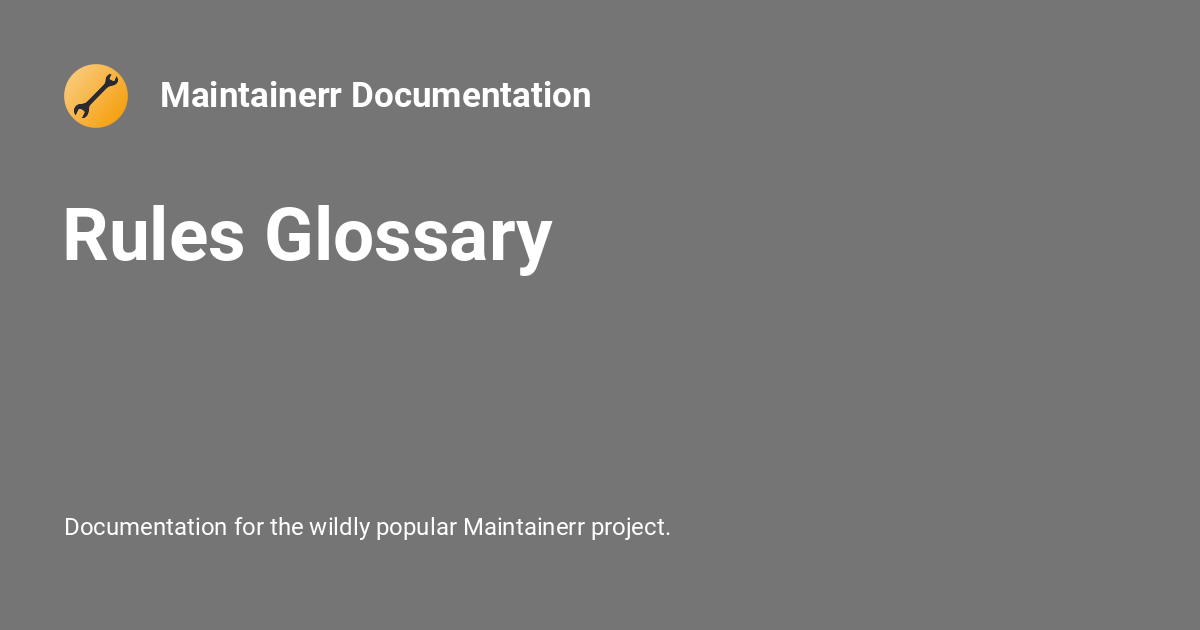 Maintainerr Documentation
Rules Glossary
Documentation for the wildly popular Maintainerr project.